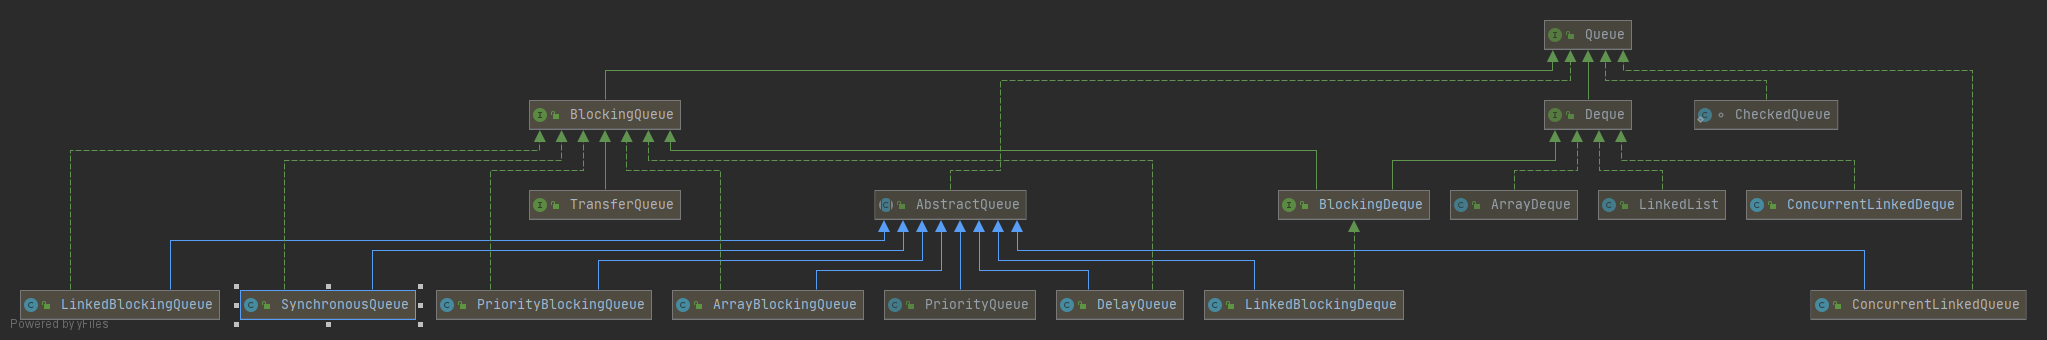 Queue
BlockingQueue
Deque
CheckedQueue
TransferQueue
AbstractQueue
BlockingDeque
ArrayDeque
LinkedList
ConcurrentLinkedDeque
LinkedBlockingQueue
SynchronousQueue
PriorityBlockingQueue
ArrayBlockingQueue
PriorityQueue
DelayQueue
LinkedBlockingDeque
ConcurrentLinkedQueue
Powered by yFiles